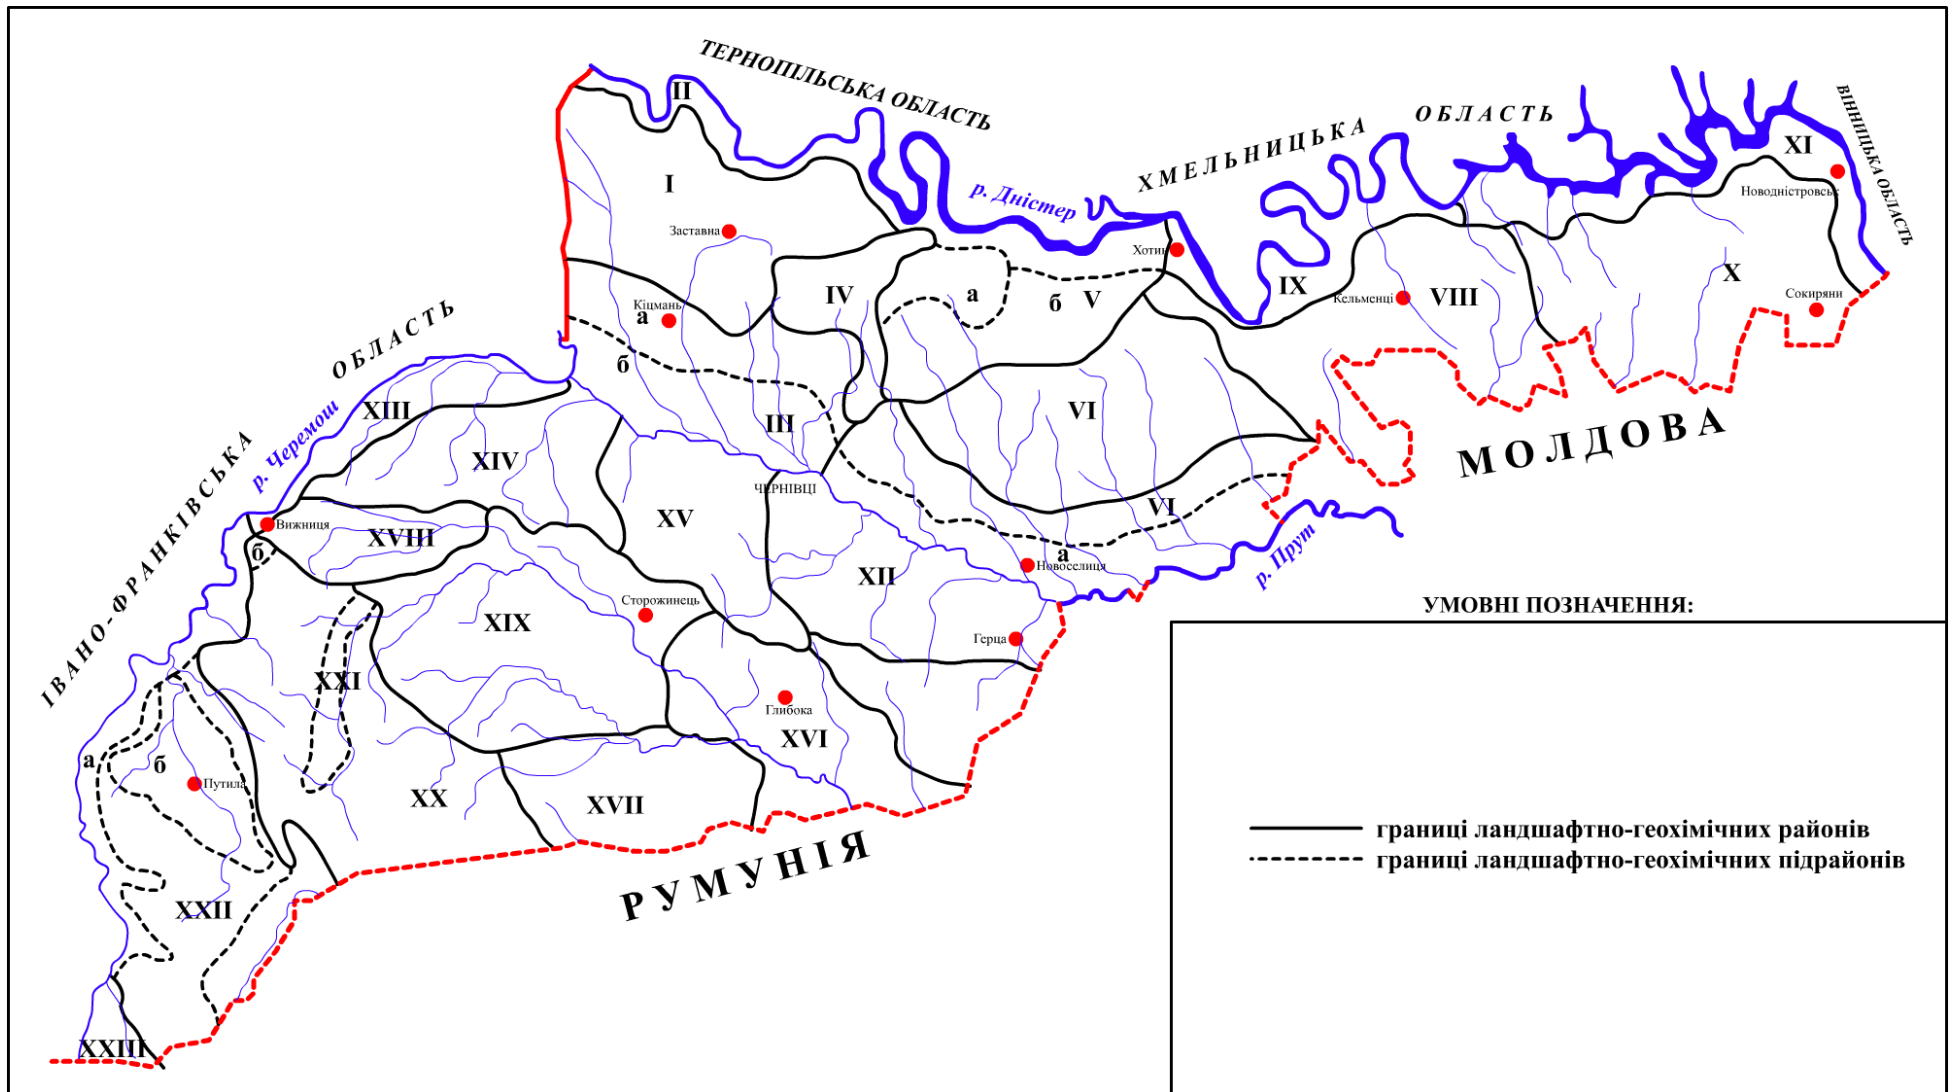 ТЕРНОПІЛЬСЬКА ОБЛАСТЬ
ХМЕЛЬНИЦЬКА
ОБЛАСТЬ
ВІННИЦЬКА ОБЛАСТЬ
II
XI
Новодністровськ
I
р. Дністер
Заставна
Хотин
IV
а
б
V
IX
Кельменці
VIII
X
Сокиряни
Кіцмань
а
б
ІВАНО-ФРАНКІВСЬКА
ОБЛАСТЬ
р. Черемош
XIII
III
VI
МОЛДОВА
XIV
ЧЕРНІВЦІ
XV
VI
Вижниця
б
XVIII
а
Новоселиця
р. Прут
XII
Сторожинець
XIX
Герца
УМОВНІ ПОЗНАЧЕННЯ:
XXI
Глибока
XVI
а
б
Путила
XX
XVII
РУМУНІЯ
границі ландшафтно-геохімічних районів
границі ландшафтно-геохімічних підрайонів
XXII
XXIII